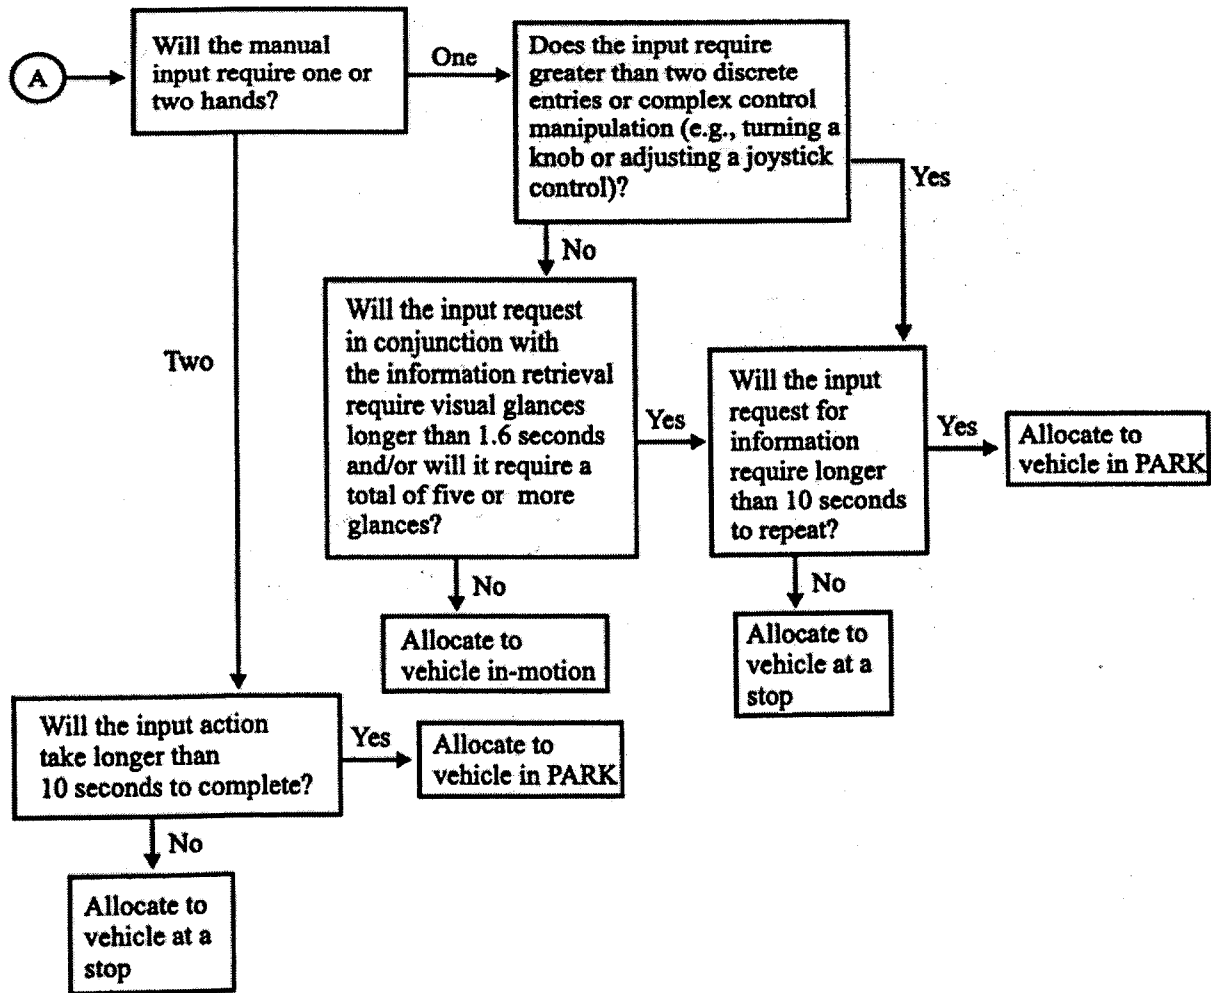 A
Will the manual
input require one or
two hands?
One
Does the input require
greater than two discrete
entries or complex control
manipulation (e.g., turning a
knob or adjusting a joystick
control)?
Yes
No
Two
Will the input request
in conjunction with
the information retrieval
require visual glances
longer than 1.6 seconds
and/or will it require a
total of five or more
glances?
Yes
Will the input
request for
information
require longer
than 10 seconds
to repeat?
Yes
Allocate to
vehicle in PARK
No
Allocate to
vehicle in-motion
No
Allocate to
vehicle at a
stop
Will the input action
take longer than
10 seconds to complete?
Yes
Allocate to
vehicle in PARK
No
Allocate to
vehicle at a
stop